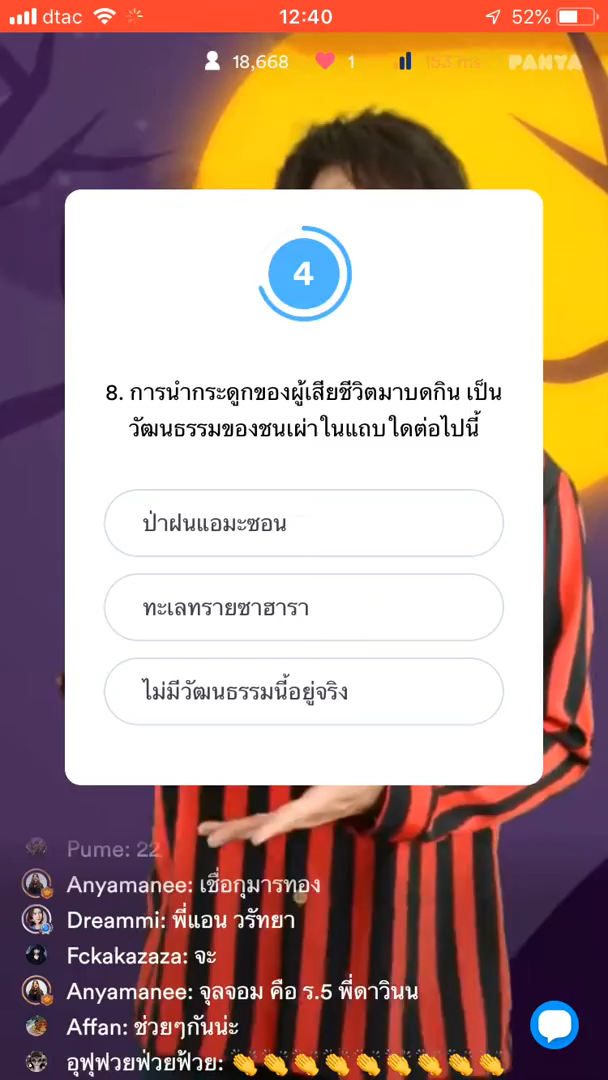 dtac
12:40
52%
18,668
1
153 ms
PANYA
4
8. การนำกระดูกของผู้เสียชีวิตมาบดกิน เป็น
วัฒนธรรมของชนเผ่าในแถบใดต่อไปนี้
ป่าฝนแอมะซอน
ทะเลทรายซาฮารา
ไม่มีวัฒนธรรมนี้อยู่จริง
Pume: 22
Anyamanee: เชื่อกุมารทอง
Dreammi: พี่แอน วรัทยา
Fckakazaza: จะ
Anyamanee: จุลจอม คือ ร.5 พี่ดาวินน
Affan: ช่วยๆกันน่ะ
อุฟุฟวยฟ่วยฟ้วย: 👏👏👏👏👏👏👏👏👏